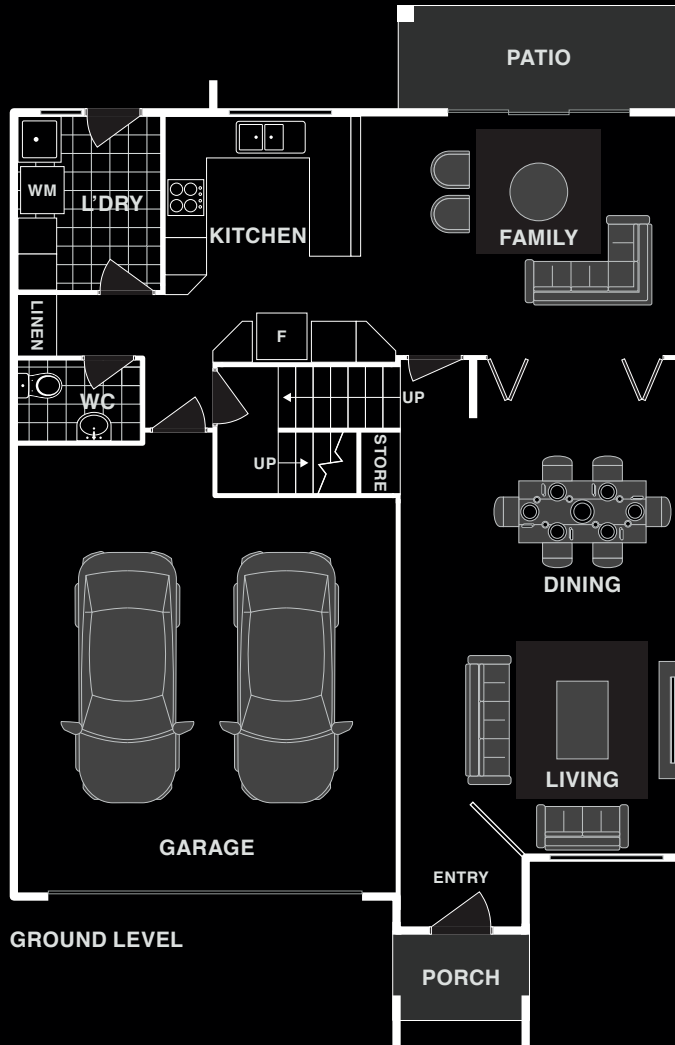 PATIO
WM
L'DRY
KITCHEN
FAMILY
LINEN
F
WC
UP
UP
STORE
DINING
LIVING
GARAGE
ENTRY
GROUND LEVEL
PORCH